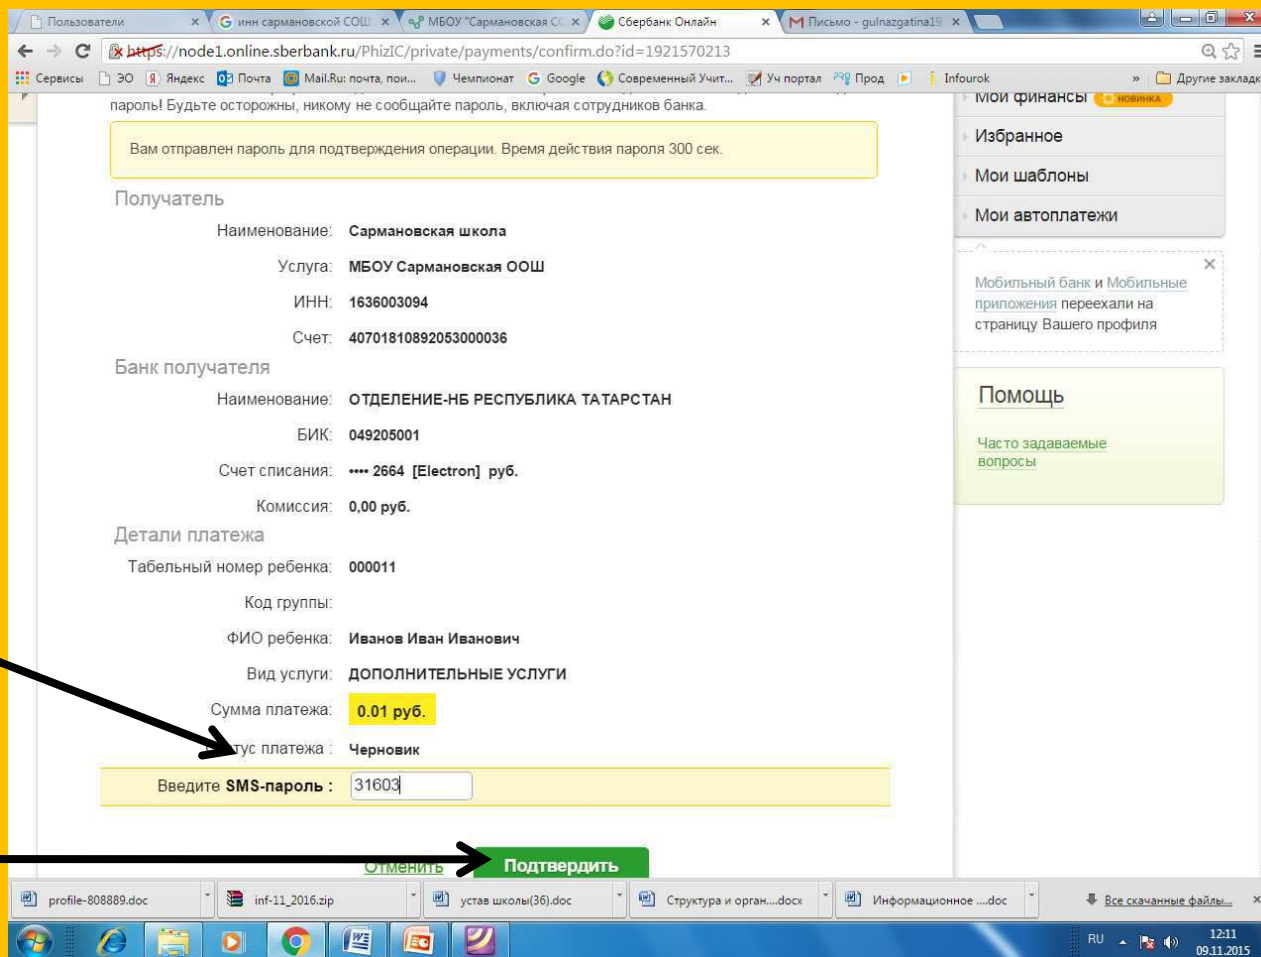 Пользователи
инн сармановской СОШ
МБОУ "Сармановская СС
Сбербанк Онлайн
Письмо - gulnazgatina19
https://node1.online.sberbank.ru/PhizIC/private/payments/confirm.do?id=1921570213
Сервисы ЭО Яндекс Почта Mail.Ru: почта, пои... Чемпионат Google Современный Учит... Уч портал Прод Infourok » Другие заклад
пароль! Будьте осторожны, никому не сообщайте пароль, включая сотрудников банка.
Вам отправлен пароль для подтверждения операции. Время действия пароля 300 сек.
Получатель
Наименование: Сармановская школа
Услуга: МБОУ Сармановская ООШ
ИНН: 1636003094
Счет: 40701810892053000036
Банк получателя
Наименование: ОТДЕЛЕНИЕ-НБ РЕСПУБЛИКА ТАТАРСТАН
БИК: 049205001
Счет списания: •••• 2664 [Electron] руб.
Комиссия: 0,00 руб.
Детали платежа
Табельный номер ребенка: 000011
Код группы:
ФИО ребенка: Иванов Иван Иванович
Вид услуги: ДОПОЛНИТЕЛЬНЫЕ УСЛУГИ
Сумма платежа: 0.01 руб.
тус платежа : Черновик
Введите SMS-пароль : 31603
Отменить Подтвердить
Мои финансы НОВИНКА
Избранное
Мои шаблоны
Мои автоплатежи
Мобильный банк и Мобильные
приложения переехали на
страницу Вашего профиля
Помощь
Часто задаваемые
вопросы
profile-808889.doc inf-11_2016.zip устав школы(36).doc Структура и орган....docx Информационное ....doc Все скачанные файлы...
RU 12:11
09.11.2015